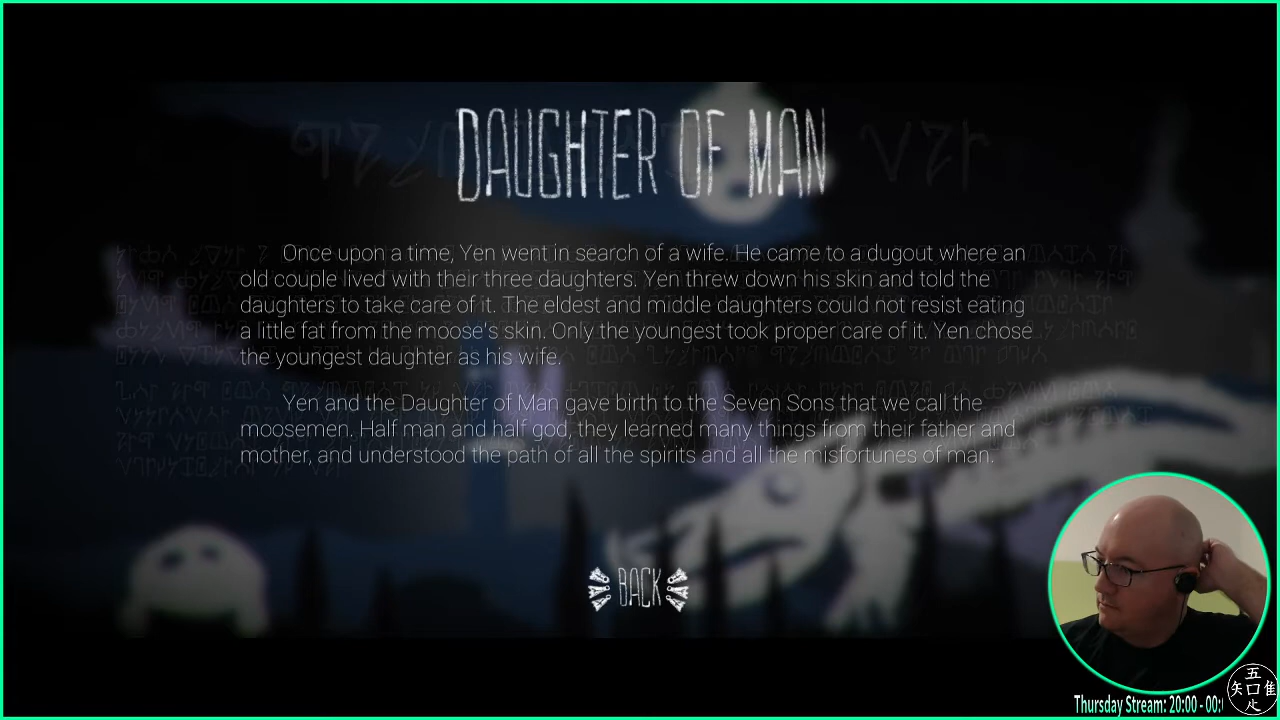 DAUGHTER OF MAN
Once upon a time, Yen went in search of a wife. He came to a dugout where an
old couple lived with their three daughters. Yen threw down his skin and told the
daughters to take care of it. The eldest and middle daughters could not resist eating
a little fat from the moose's skin. Only the youngest took proper care of it. Yen chose
the youngest daughter as his wife.
Yen and the Daughter of Man gave birth to the Seven Sons that we call the
moosemen. Half man and half god, they learned many things from their father and
mother, and understood the path of all the spirits and all the misfortunes of man.
BACK
Thursday Stream: 20:00 - 00:
五
矢口隹
止